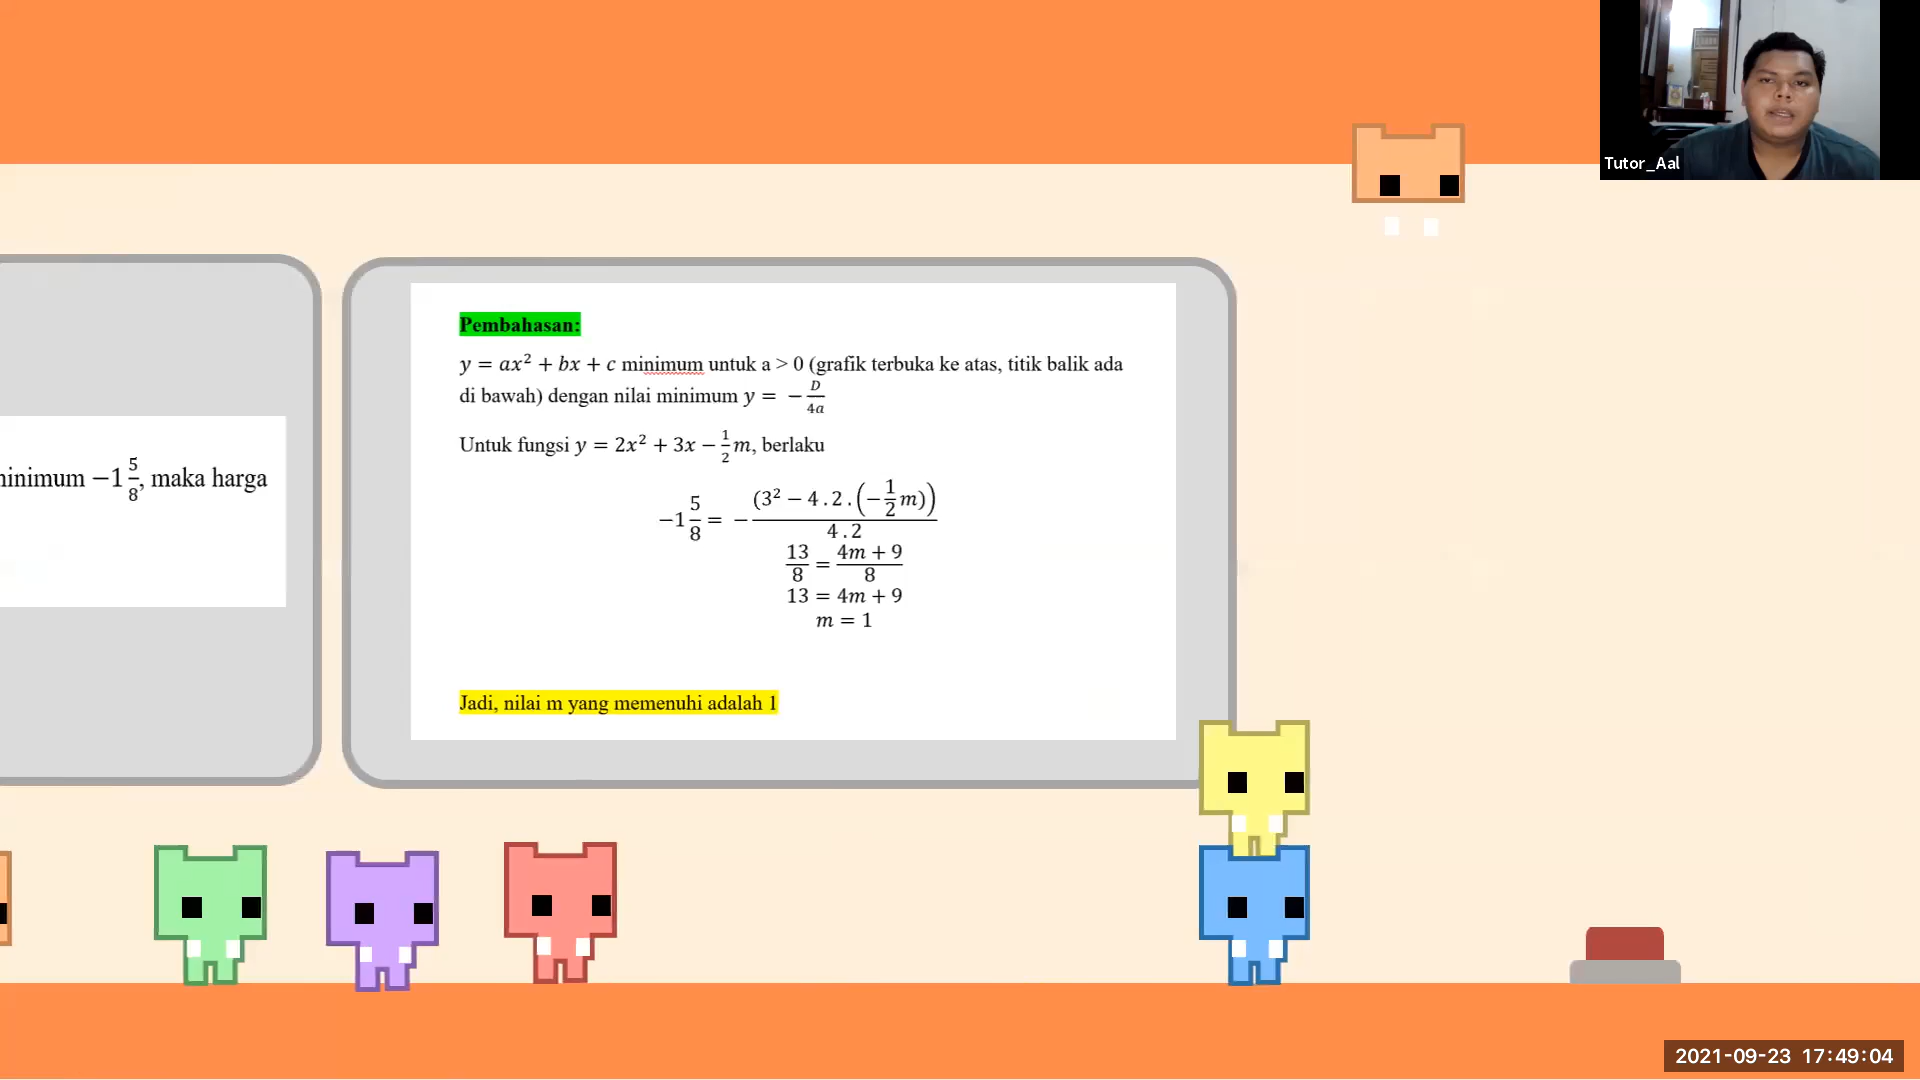 Tutor_Aal
inimum −1 5/8, maka harga
Pembahasan:
y = ax² + bx + c minimum untuk a > 0 (grafik terbuka ke atas, titik balik ada
di bawah) dengan nilai minimum y = − D/4a
Untuk fungsi y = 2x² + 3x − 1/2 m, berlaku
−1 5/8 = − (3² − 4 . 2 . (− 1/2 m)) / 4 . 2
13/8 = 4m + 9/8
13 = 4m + 9
m = 1
Jadi, nilai m yang memenuhi adalah 1
2021-09-23 17:49:04